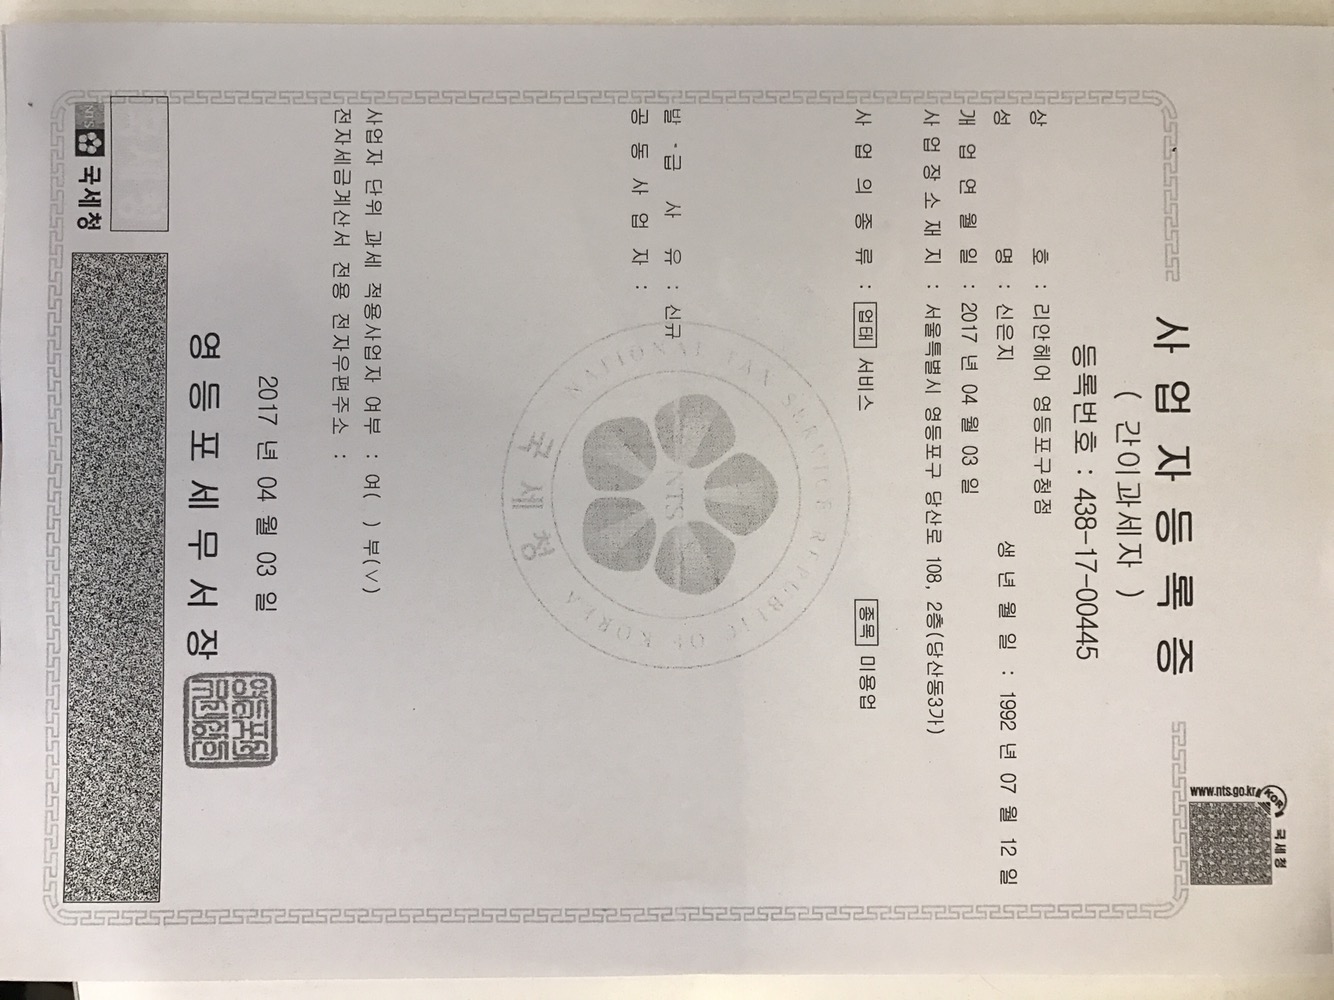 www.nts.go.kr
KOR
국세청
사업자등록증
( 간이과세자 )
등록번호 : 438-17-00445
상 호 : 리안헤어 영등포구청점
성 명 : 신은지 생 년 월 일 : 1992 년 07 월 12 일
개 업 연 월 일 : 2017 년 04 월 03 일
사 업 장 소 재 지 : 서울특별시 영등포구 당산로 108, 2층(당산동3가)
사 업 의 종 류 : 업태 서비스 종목 미용업
NATIONAL TAX SERVICE REPUBLIC OF KOREA
NTS
국세청
발 급 사 유 : 신규
공 동 사 업 자 :
사업자 단위 과세 적용사업자 여부 : 여( ) 부(∨)
전자세금계산서 전용 전자우편주소 :
2017 년 04 월 03 일
영등포세무서장
NTS 국세청